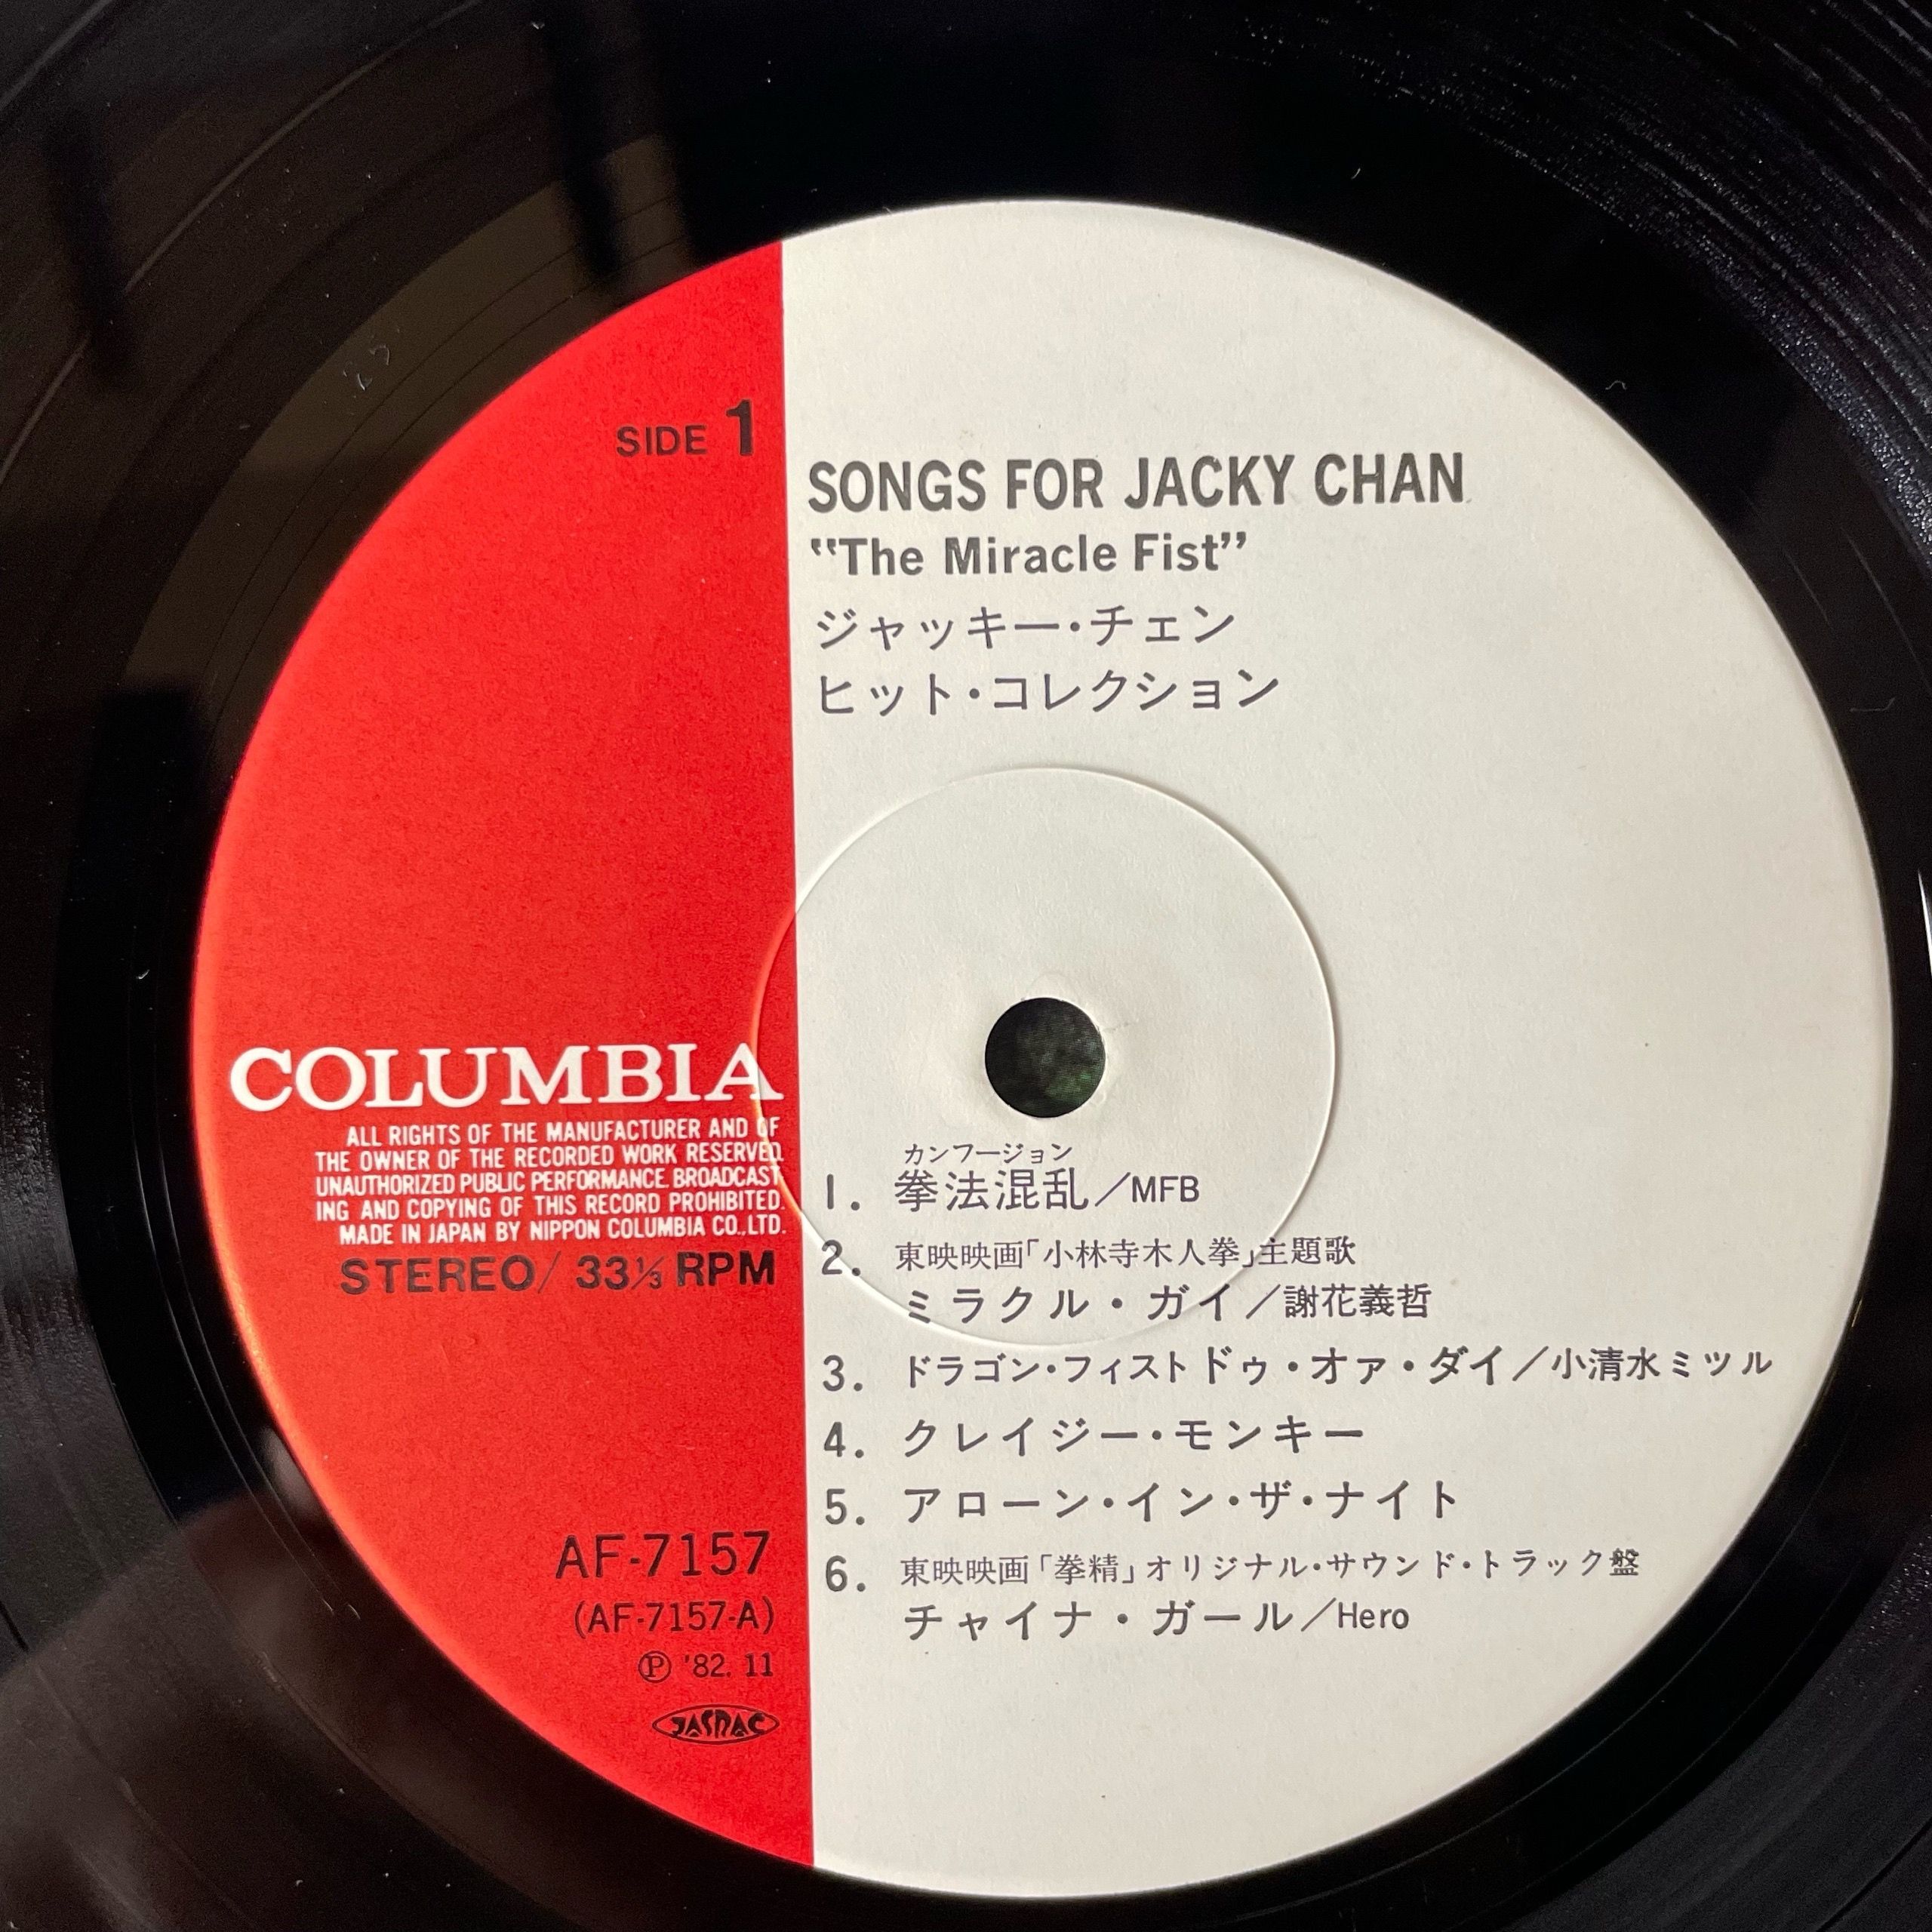 SIDE 1
SONGS FOR JACKY CHAN
"The Miracle Fist"
ジャッキー・チェン
ヒット・コレクション
COLUMBIA
ALL RIGHTS OF THE MANUFACTURER AND OF
THE OWNER OF THE RECORDED WORK RESERVED.
UNAUTHORIZED PUBLIC PERFORMANCE. BROADCAST
ING AND COPYING OF THIS RECORD PROHIBITED.
MADE IN JAPAN BY NIPPON COLUMBIA CO.,LTD.
STEREO/ 33⅓ RPM
AF-7157
(AF-7157-A)
Ⓟ '82. 11
JASRAC
カンフージョン
1. 拳法混乱／MFB
2. 東映映画「小林寺木人拳」主題歌
ミラクル・ガイ／謝花義哲
3. ドラゴン・フィストドゥ・オァ・ダイ／小清水ミツル
4. クレイジー・モンキー
5. アローン・イン・ザ・ナイト
6. 東映映画「拳精」オリジナル・サウンド・トラック盤
チャイナ・ガール／Hero